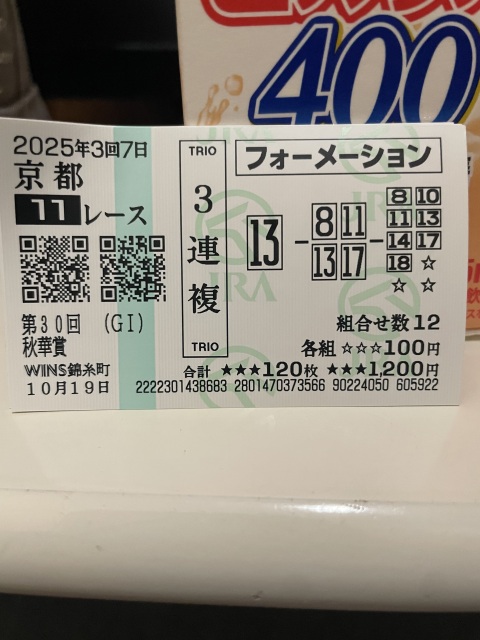 400
2025年3回7日
京都
11レース
第30回 (GI)
秋華賞
WINS錦糸町
10月19日
TRIO
3連複
TRIO
フォーメーション
13 - 8 11 13 17 - 8 10 11 13 14 17 18 ☆ ☆ ☆
JRA
組合せ数12
各組 ☆☆☆100円
合計 ★★★120枚 ★★★1,200円
2222301438683 2801470373566 90224050 605922